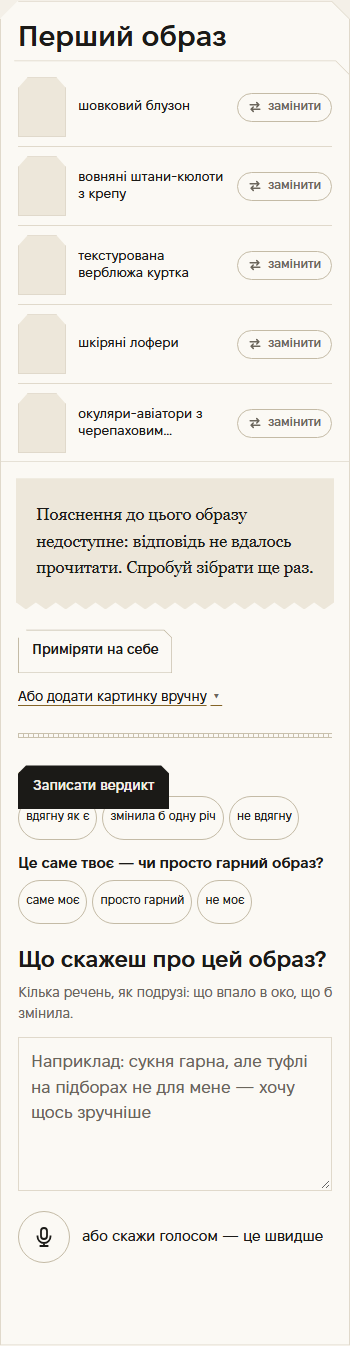 Перший образ
шовковий блузон
замінити
вовняні штани-кюлоти
з крепу
замінити
текстурована
верблюжа куртка
замінити
шкіряні лофери
замінити
окуляри-авіатори з
черепаховим...
замінити
Пояснення до цього образу
недоступне: відповідь не вдалось
прочитати. Спробуй зібрати ще раз.
Приміряти на себе
Або додати картинку вручну
Записати вердикт
вдягну як є
змінила б одну річ
не вдягну
Це саме твоє — чи просто гарний образ?
саме моє
просто гарний
не моє
Що скажеш про цей образ?
Кілька речень, як подрузі: що впало в око, що б
змінила.
Наприклад: сукня гарна, але туфлі
на підборах не для мене — хочу
щось зручніше
або скажи голосом — це швидше